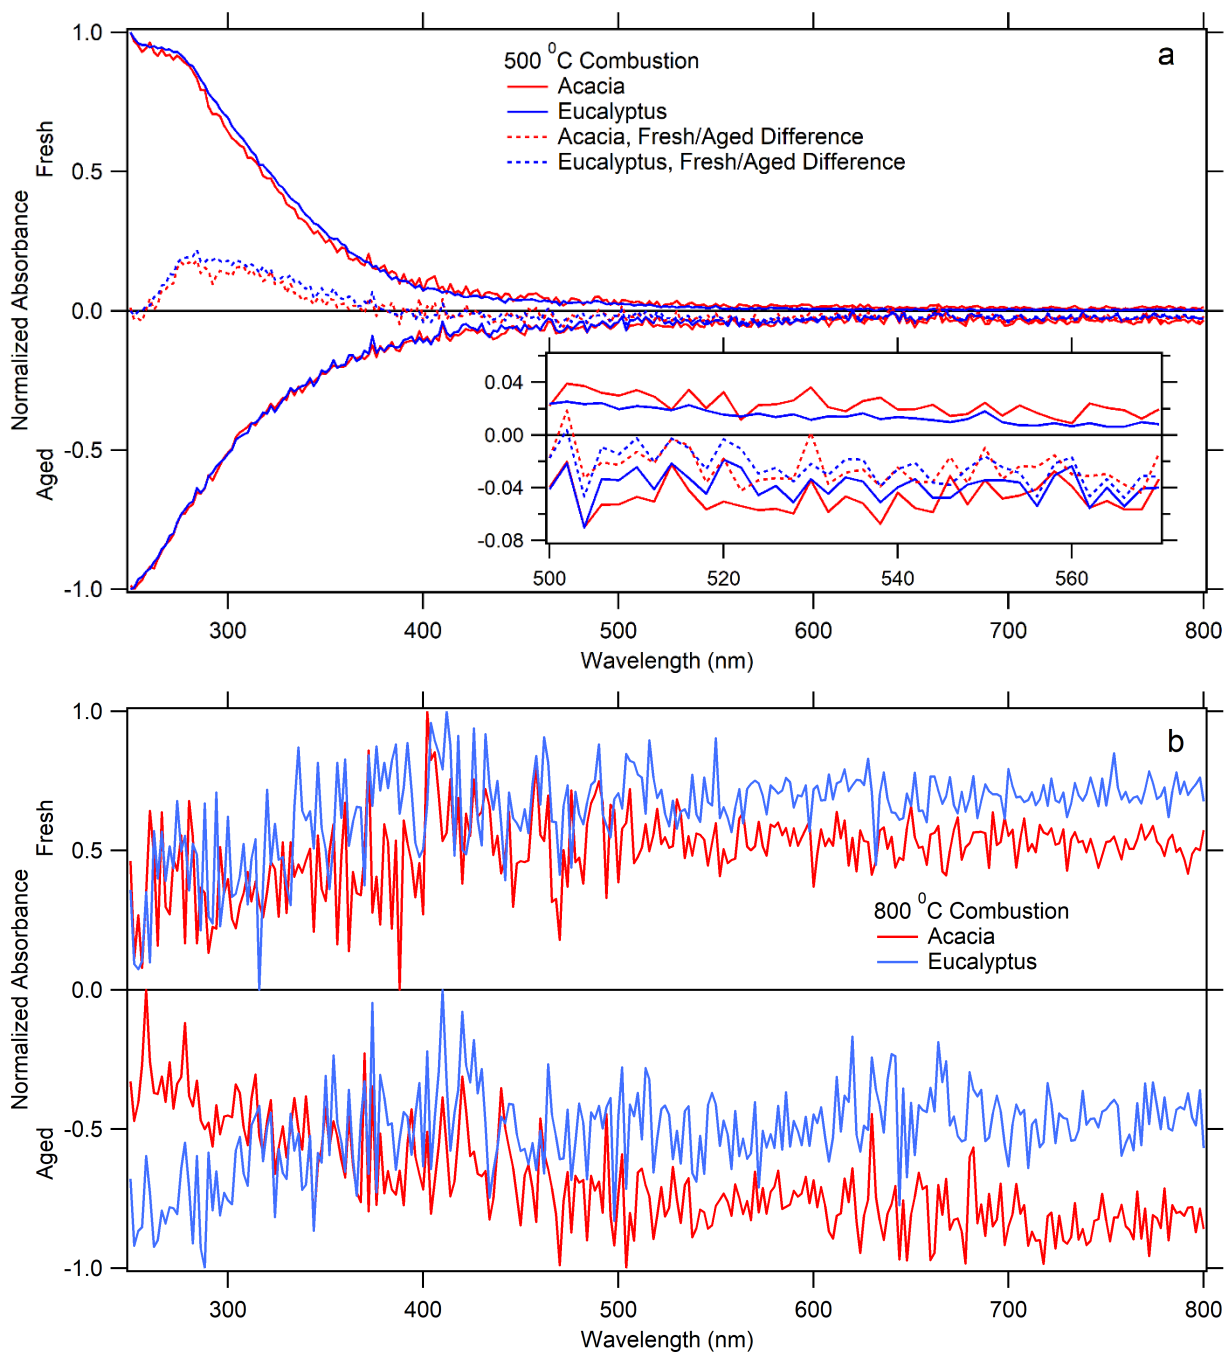 a
500 ⁰C Combustion
Acacia
Eucalyptus
Acacia, Fresh/Aged Difference
Eucalyptus, Fresh/Aged Difference
1.0
0.5
0.0
-0.5
-1.0
Fresh
Normalized Absorbance
Aged
0.04
0.00
-0.04
-0.08
500 520 540 560
300 400 500 600 700 800
Wavelength (nm)
b
1.0
0.5
0.0
-0.5
-1.0
Fresh
Normalized Absorbance
Aged
800 ⁰C Combustion
Acacia
Eucalyptus
300 400 500 600 700 800
Wavelength (nm)